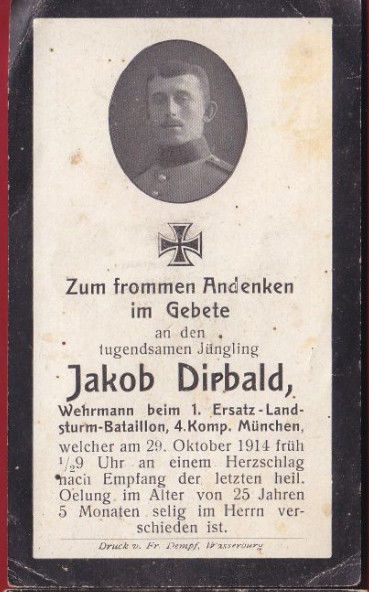 Zum frommen Andenken
im Gebete
an den
tugendsamen Jüngling
Jakob Dirbald,
Wehrmann beim 1. Ersatz-Land-
sturm-Bataillon, 4. Komp. München,
welcher am 29. Oktober 1914 früh
1/29 Uhr an einem Herzschlag
nach Empfang der letzten heil.
Oelung im Alter von 25 Jahren
5 Monaten selig im Herrn ver-
schieden ist.
Druck v. Fr. Dempf, Wasserburg